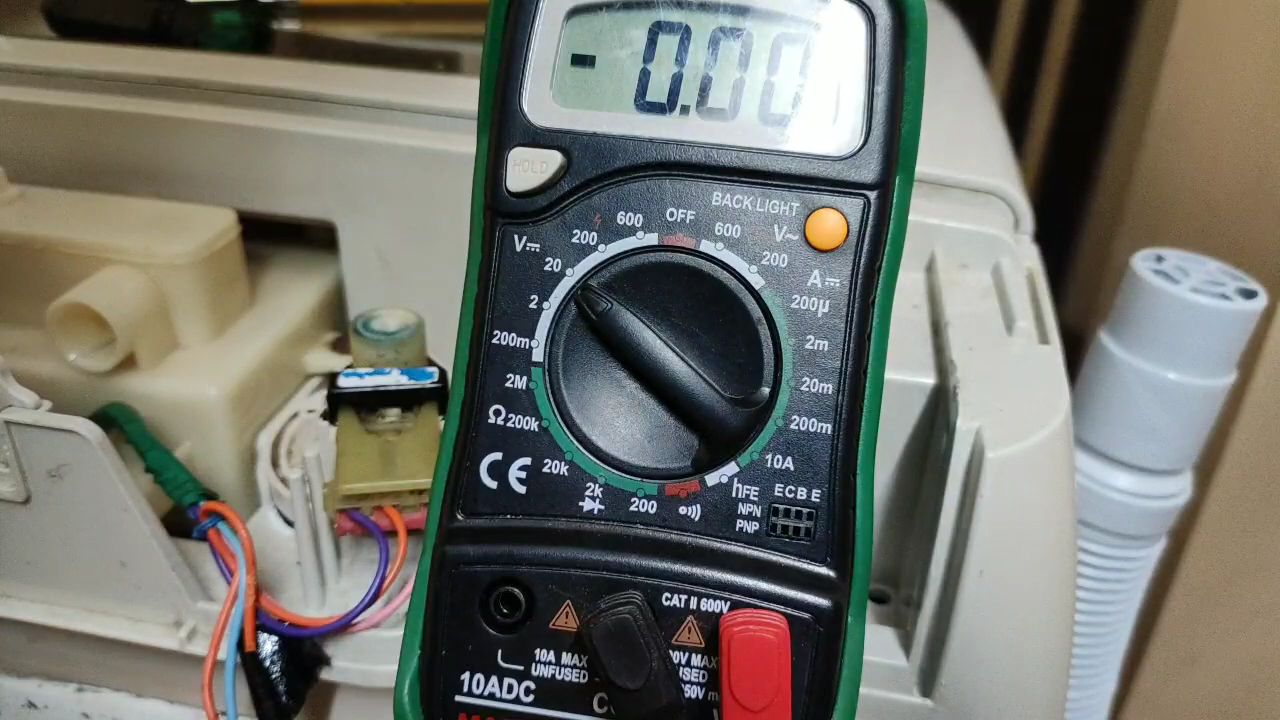 - 0.00
HOLD
BACK LIGHT
OFF
600
600
V~
200
V⎓
200
20
A⎓
2
200µ
200m
2m
2M
20m
Ω
200k
200m
20k
10A
2k
200
hFE
NPN
PNP
E C B E
CE
CAT II 600V
10A MAX
UNFUSED
10ADC